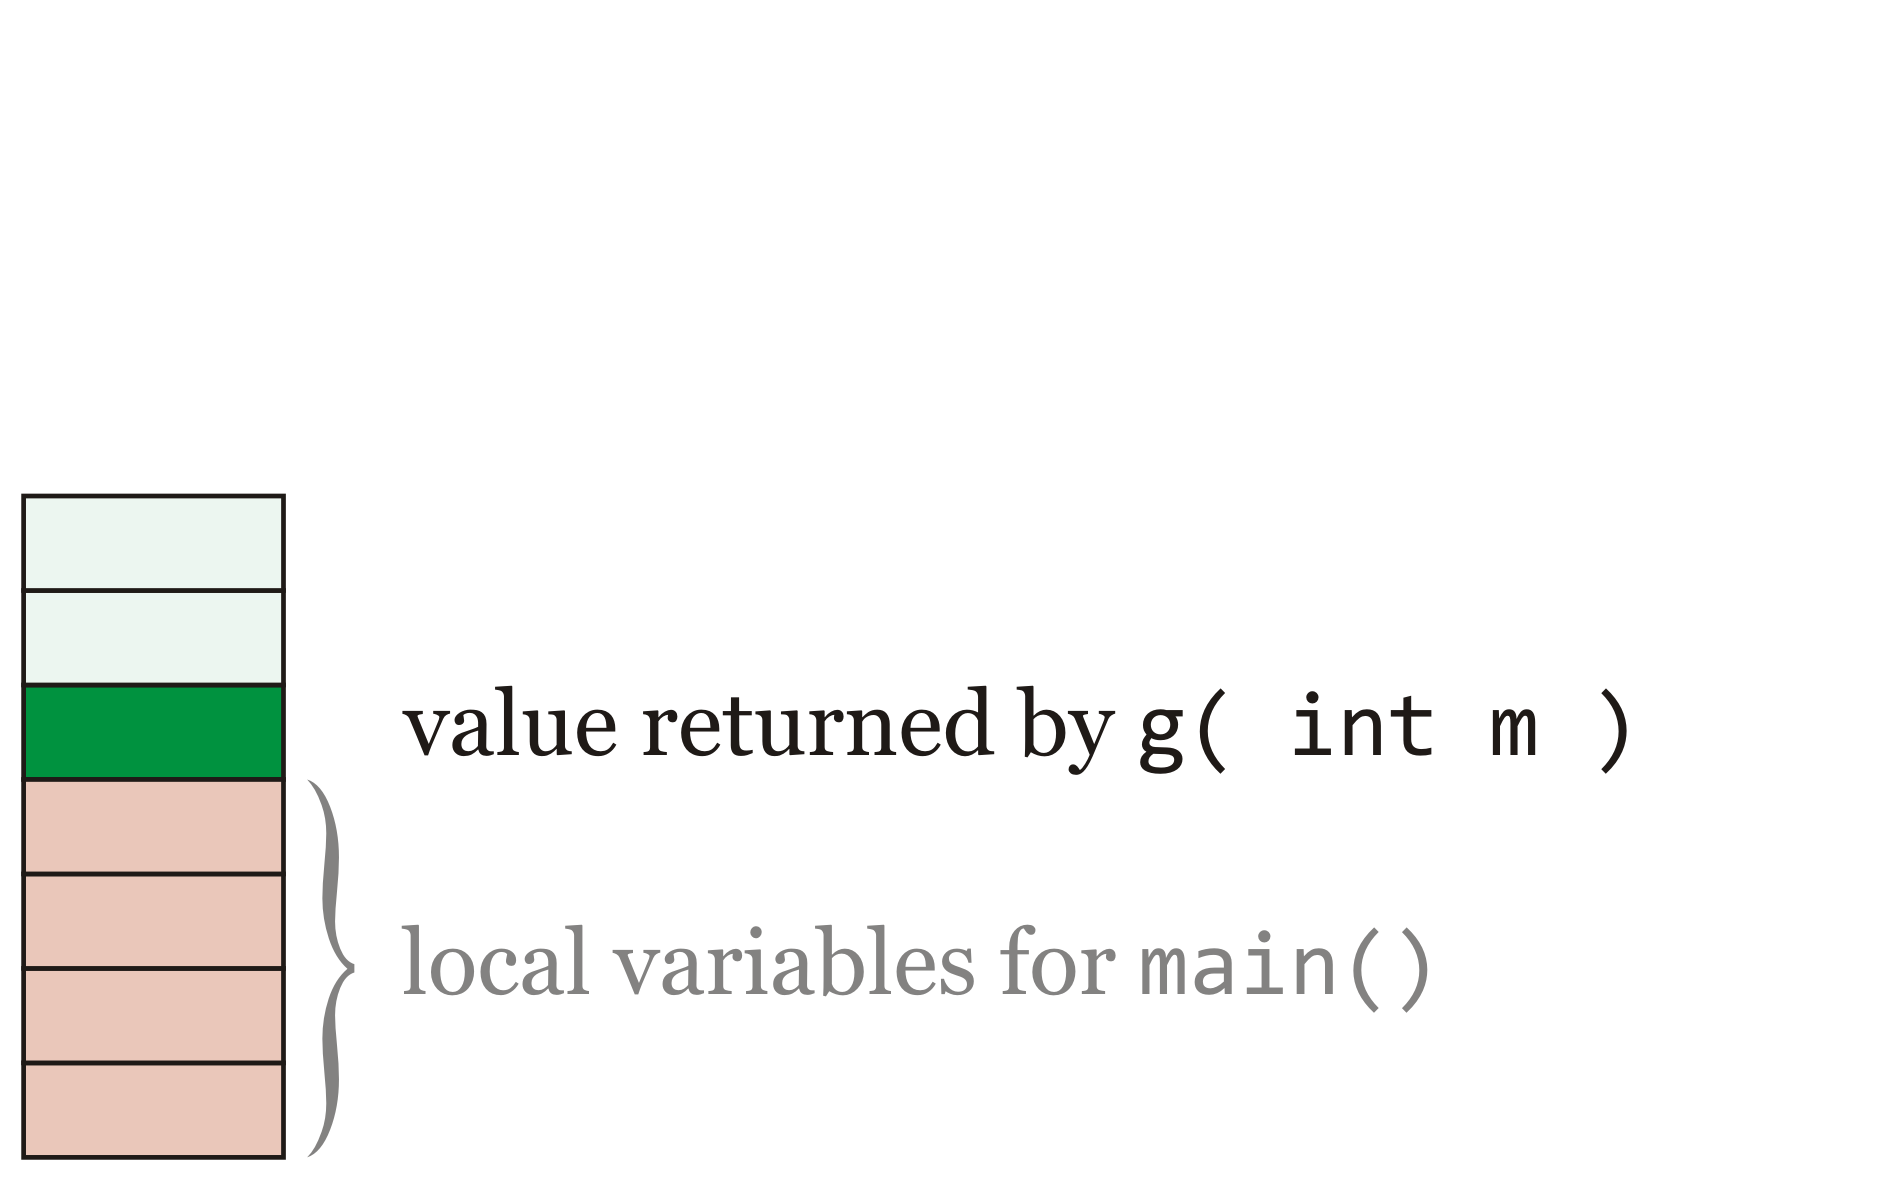 value returned by g( int m )
local variables for main()